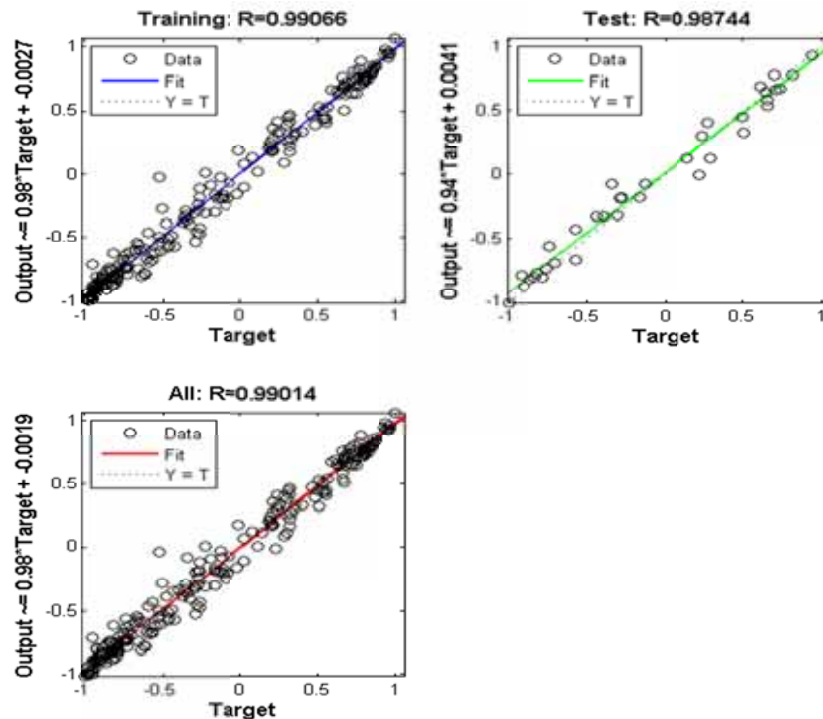 Training: R=0.99066
Output ~= 0.98*Target + -0.0027
1
0.5
0
-0.5
-1
Data
Fit
Y = T
-1
-0.5
0
0.5
1
Target
Test: R=0.98744
Output ~= 0.94*Target + 0.0041
1
0.5
0
-0.5
-1
Data
Fit
Y = T
-1
-0.5
0
0.5
1
Target
All: R=0.99014
Output ~= 0.98*Target + -0.0019
1
0.5
0
-0.5
-1
Data
Fit
Y = T
-1
-0.5
0
0.5
1
Target